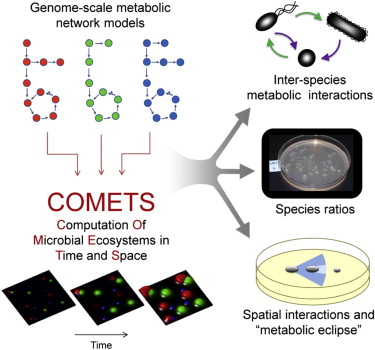 Genome-scale metabolic
network models
Inter-species
metabolic interactions
COMETS
Computation Of
Microbial Ecosystems in
Time and Space
Time
Species ratios
Spatial interactions and
“metabolic eclipse”